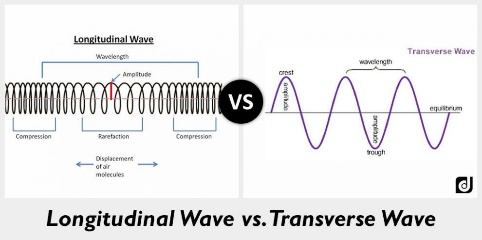 Longitudinal Wave
Wavelength
Amplitude
Compression
Rarefaction
Compression
Displacement
of air
molecules
VS
Transverse Wave
wavelength
crest
amplitude
equilibrium
amplitude
trough
d
Longitudinal Wave vs. Transverse Wave